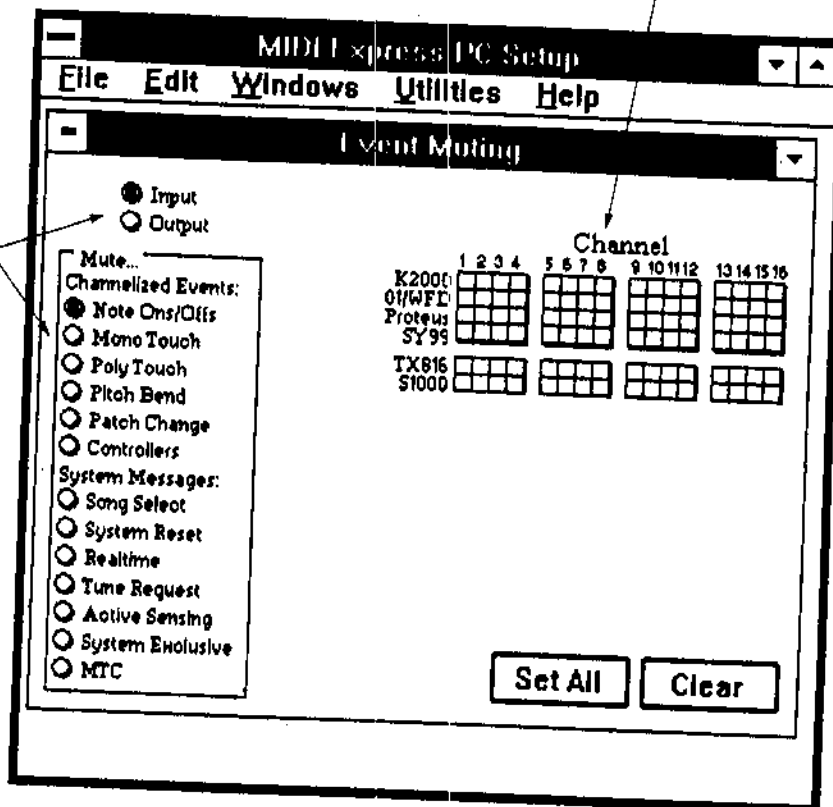 MIDI Express PC Setup
File Edit Windows Utilities Help
Event Muting
Input
Output
Mute...
Channelized Events:
Note Ons/Offs
Mono Touch
Poly Touch
Pitch Bend
Patch Change
Controllers
System Messages:
Song Select
System Reset
Realtime
Tune Request
Active Sensing
System Exclusive
MTC
Channel
1 2 3 4 5 6 7 8 9 10 11 12 13 14 15 16
K2000
01/WFD
Proteus
SY99
TX816
S1000
Set All Clear